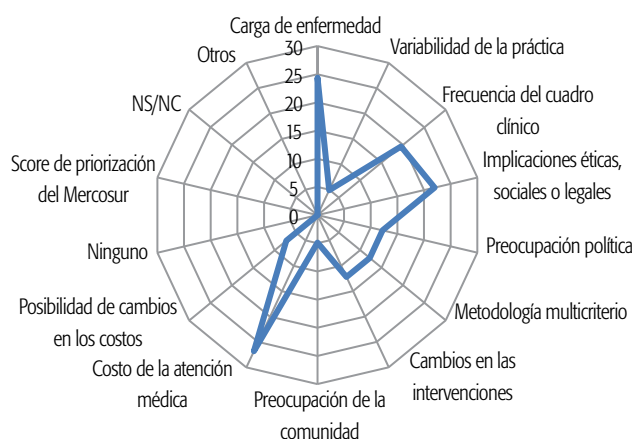 Carga de enfermedad
Variabilidad de la práctica
Frecuencia del cuadro
clínico
Implicaciones éticas,
sociales o legales
Preocupación política
Metodología multicriterio
Cambios en las
intervenciones
Preocupación de la
comunidad
Costo de la atención
médica
Posibilidad de cambios
en los costos
Ninguno
Score de priorización
del Mercosur
NS/NC
Otros
30
25
20
15
10
5
0